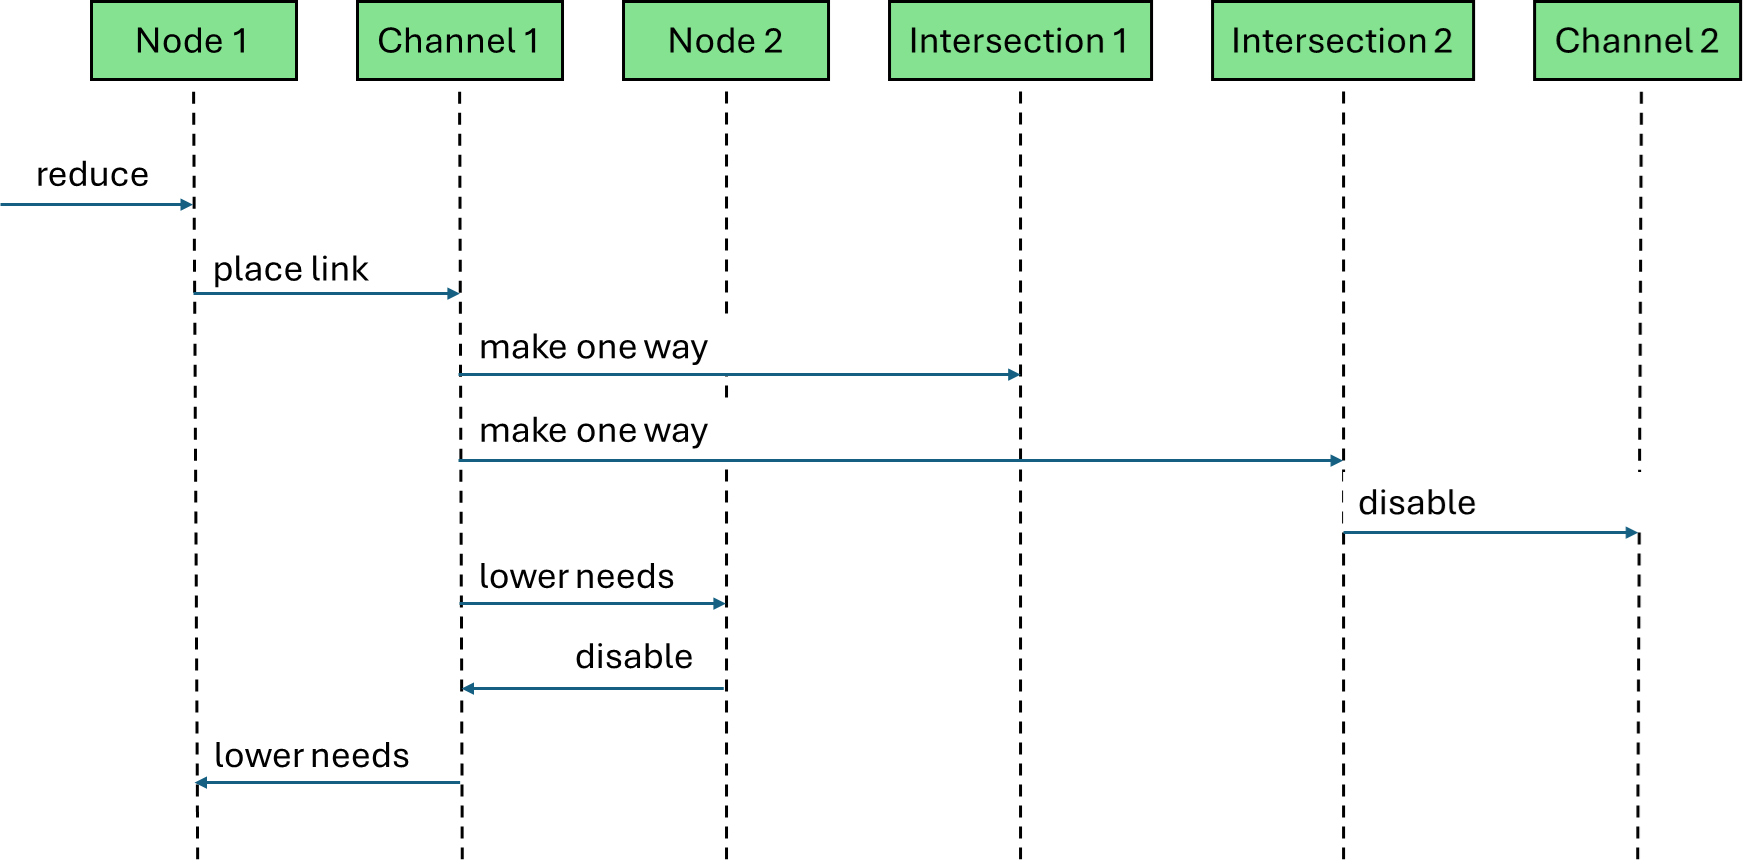 Node 1
Channel 1
Node 2
Intersection 1
Intersection 2
Channel 2
reduce
place link
make one way
make one way
disable
lower needs
disable
lower needs